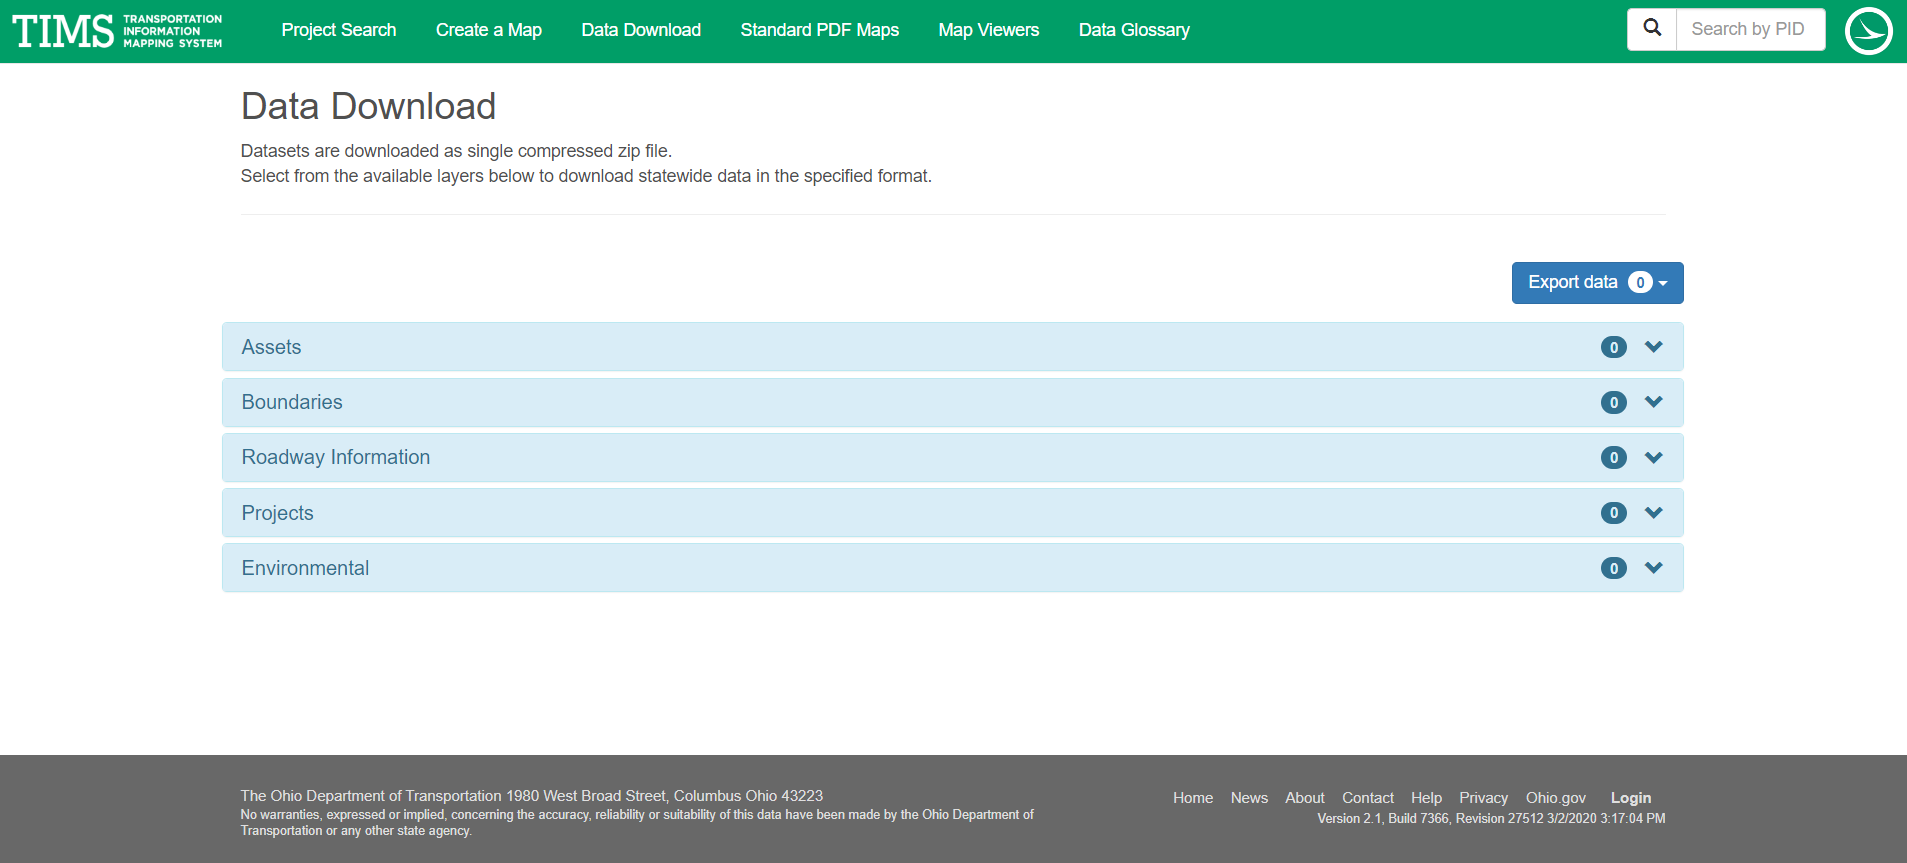 TIMS TRANSPORTATION
INFORMATION
MAPPING SYSTEM
Project Search Create a Map Data Download Standard PDF Maps Map Viewers Data Glossary Search by PID
Data Download
Datasets are downloaded as single compressed zip file.
Select from the available layers below to download statewide data in the specified format.
Export data 0
Assets 0
Boundaries 0
Roadway Information 0
Projects 0
Environmental 0
The Ohio Department of Transportation 1980 West Broad Street, Columbus Ohio 43223
No warranties, expressed or implied, concerning the accuracy, reliability or suitability of this data have been made by the Ohio Department of
Transportation or any other state agency.
Home News About Contact Help Privacy Ohio.gov Login
Version 2.1, Build 7366, Revision 27512 3/2/2020 3:17:04 PM